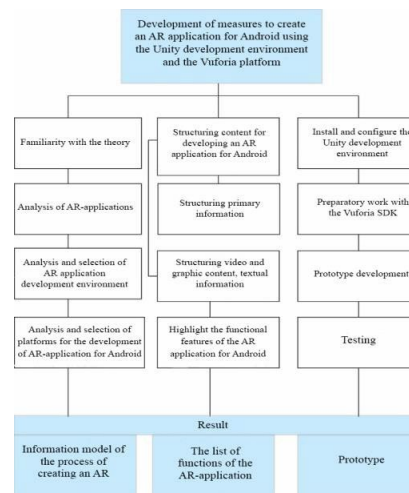 Development of measures to create
an AR application for Android using
the Unity development environment
and the Vuforia platform
Familiarity with the theory
Analysis of AR-applications
Analysis and selection of
AR application
development environment
Analysis and selection of
platforms for the development
of AR-application for Android
Structuring content for
developing an AR
application for Android
Structuring primary
information
Structuring video and
graphic content, textual
information
Highlight the functional
features of the AR
application for Android
Install and configure the
Unity development
environment
Preparatory work with
the Vuforia SDK
Prototype development
Testing
Result
Information model of
the process of
creating an AR
The list of
functions of the
AR-application
Prototype